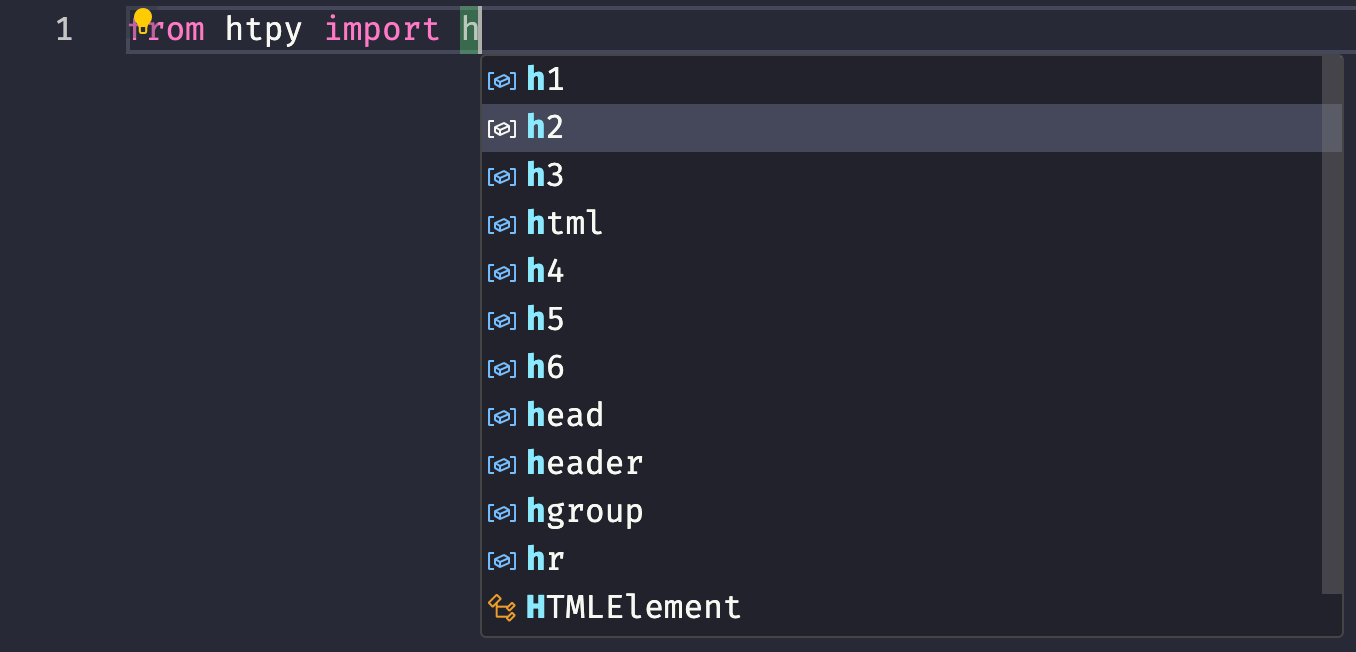 1 from htpy import h
h1
h2
h3
html
h4
h5
h6
head
header
hgroup
hr
HTMLElement